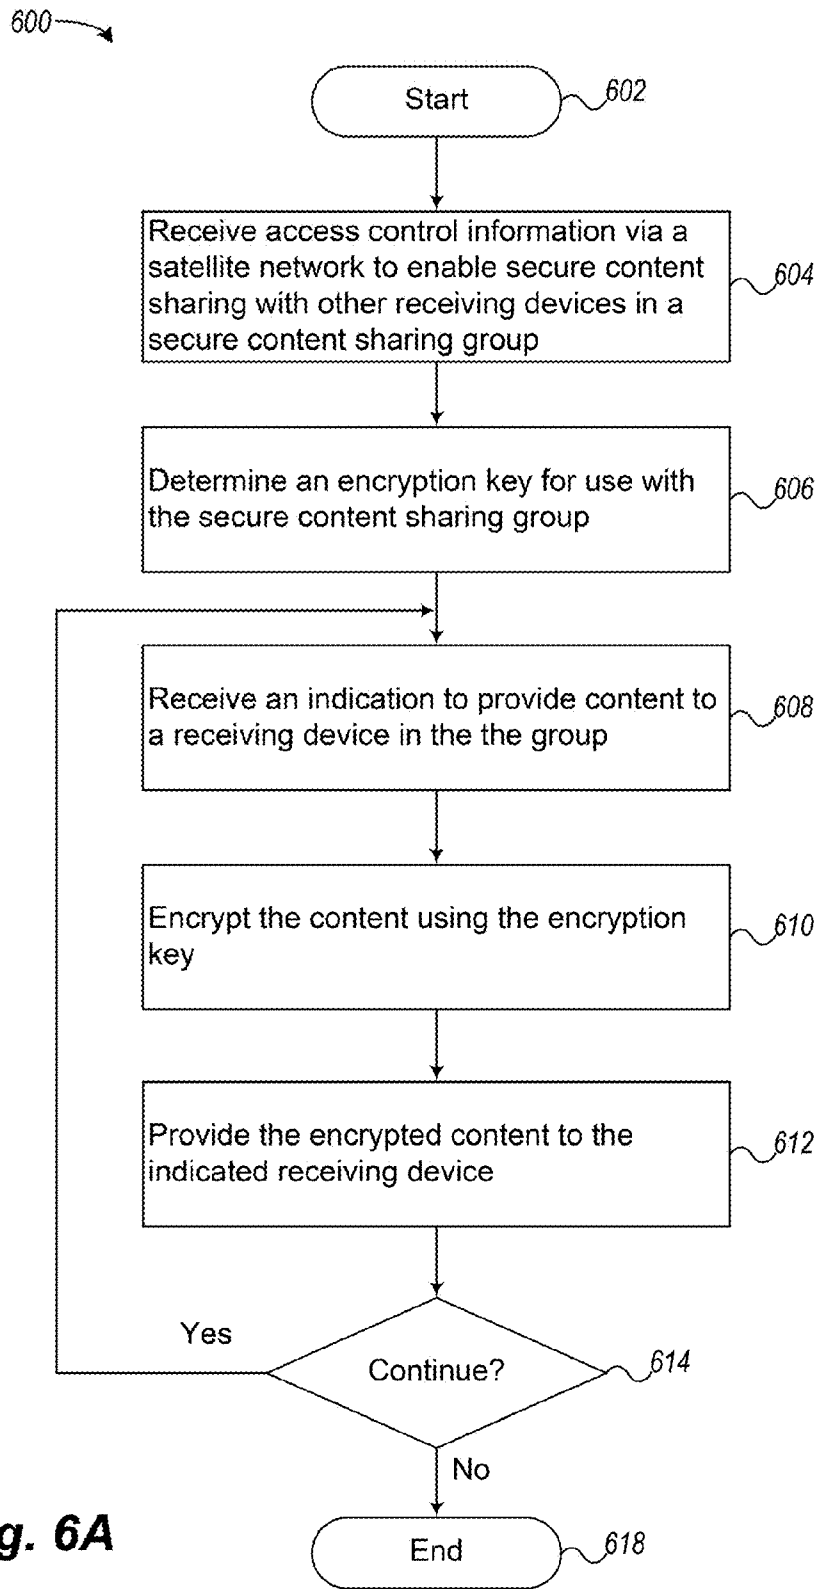 600
Start
602
Receive access control information via a
satellite network to enable secure content
sharing with other receiving devices in a
secure content sharing group
604
Determine an encryption key for use with
the secure content sharing group
606
Receive an indication to provide content to
a receiving device in the the group
608
Encrypt the content using the encryption
key
610
Provide the encrypted content to the
indicated receiving device
612
Yes
Continue?
614
No
End
618
g. 6A